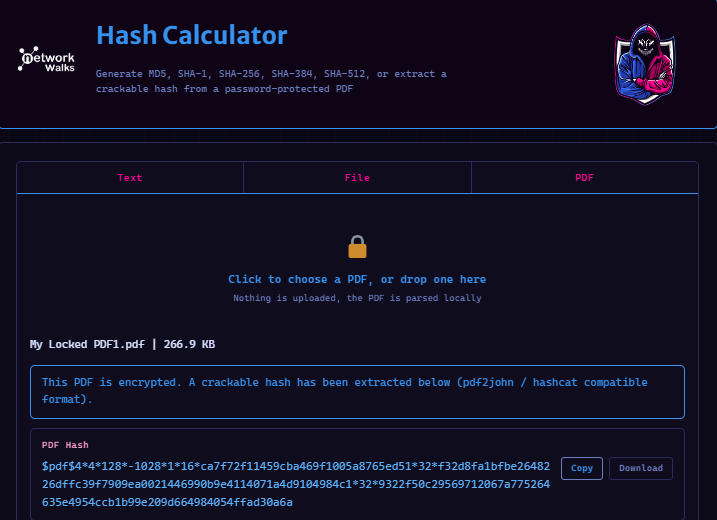 network
Walks
Hash Calculator
Generate MD5, SHA-1, SHA-256, SHA-384, SHA-512, or extract a
crackable hash from a password-protected PDF
Text
File
PDF
Click to choose a PDF, or drop one here
Nothing is uploaded, the PDF is parsed locally
My Locked PDF1.pdf | 266.9 KB
This PDF is encrypted. A crackable hash has been extracted below (pdf2john / hashcat compatible
format).
PDF Hash
$pdf$4*4*128*-1028*1*16*ca7f72f11459cba469f1005a8765ed51*32*f32d8fa1bfbe26482
26dffc39f7909ea0021446990b9e4114071a4d9104984c1*32*9322f50c29569712067a775264
635e4954ccb1b99e209d664984054ffad30a6a
Copy
Download